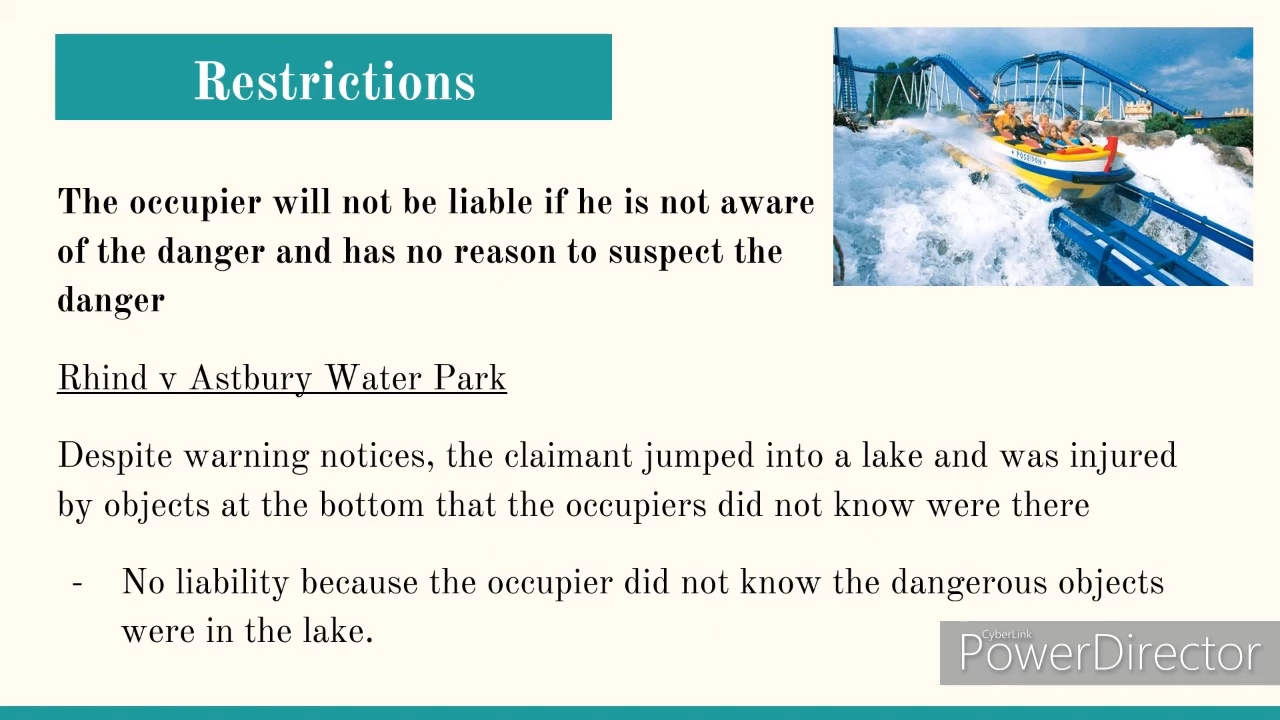 Restrictions
POSEIDON
The occupier will not be liable if he is not aware
of the danger and has no reason to suspect the
danger
Rhind v Astbury Water Park
Despite warning notices, the claimant jumped into a lake and was injured
by objects at the bottom that the occupiers did not know were there
- No liability because the occupier did not know the dangerous objects
were in the lake.
CyberLink
PowerDirector